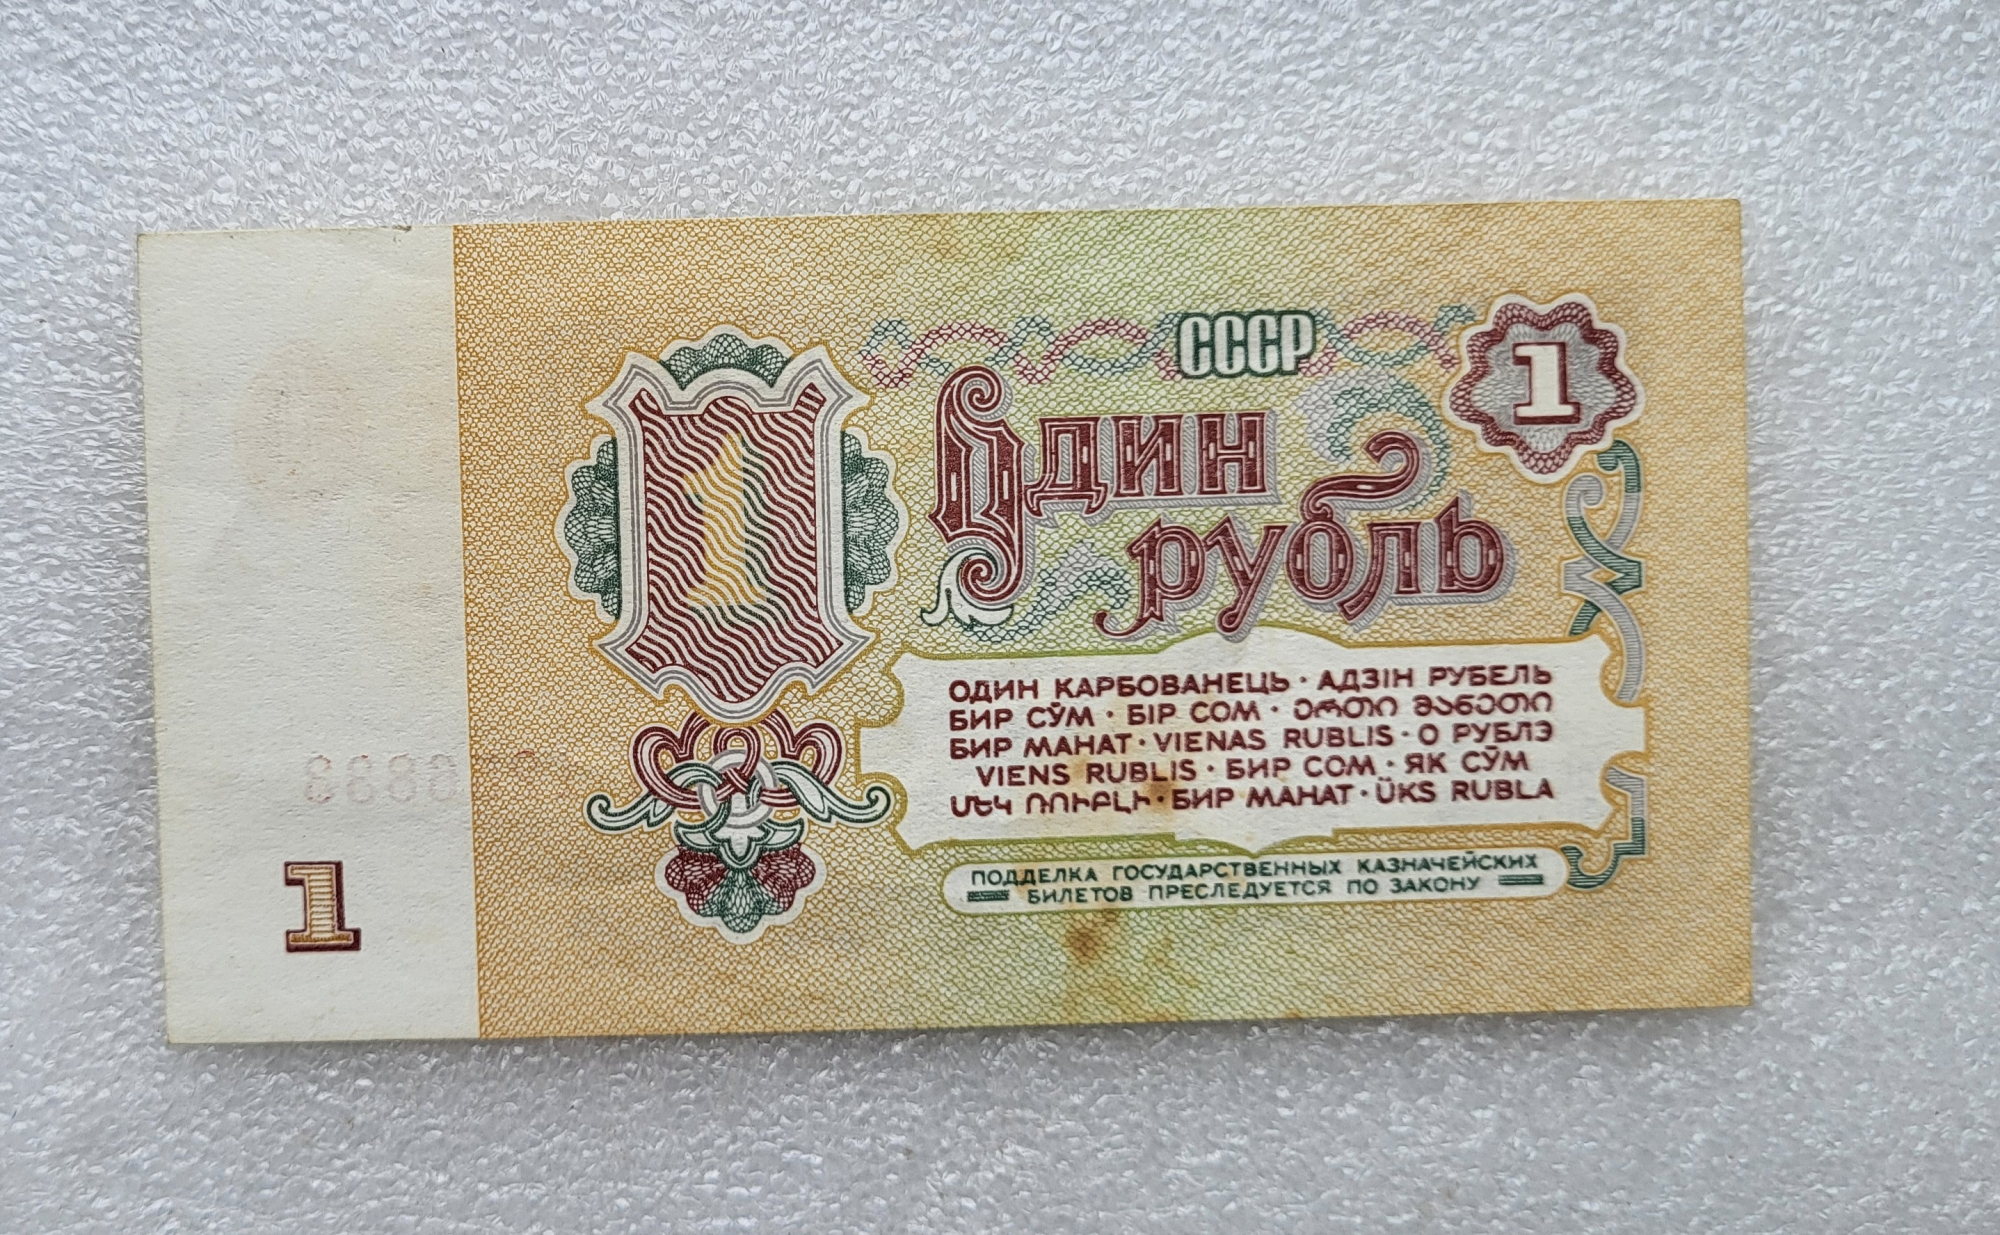 СССР
1
Один
рубль
1
ОДИН КАРБОВАНЕЦЬ · АДЗІН РУБЕЛЬ
БИР СЎМ · БІР СОМ · ᲔᲠᲗᲘ ᲛᲐᲜᲔᲗᲘ
БИР МАНАТ · VIENAS RUBLIS · О РУБЛЭ
VIENS RUBLIS · БИР СОМ · ЯК СӮМ
ՄԵԿ ՌՈՒԲԼԻ · БИР МАНАТ · ÜKS RUBLA
ПОДДЕЛКА ГОСУДАРСТВЕННЫХ КАЗНАЧЕЙСКИХ
БИЛЕТОВ ПРЕСЛЕДУЕТСЯ ПО ЗАКОНУ
1